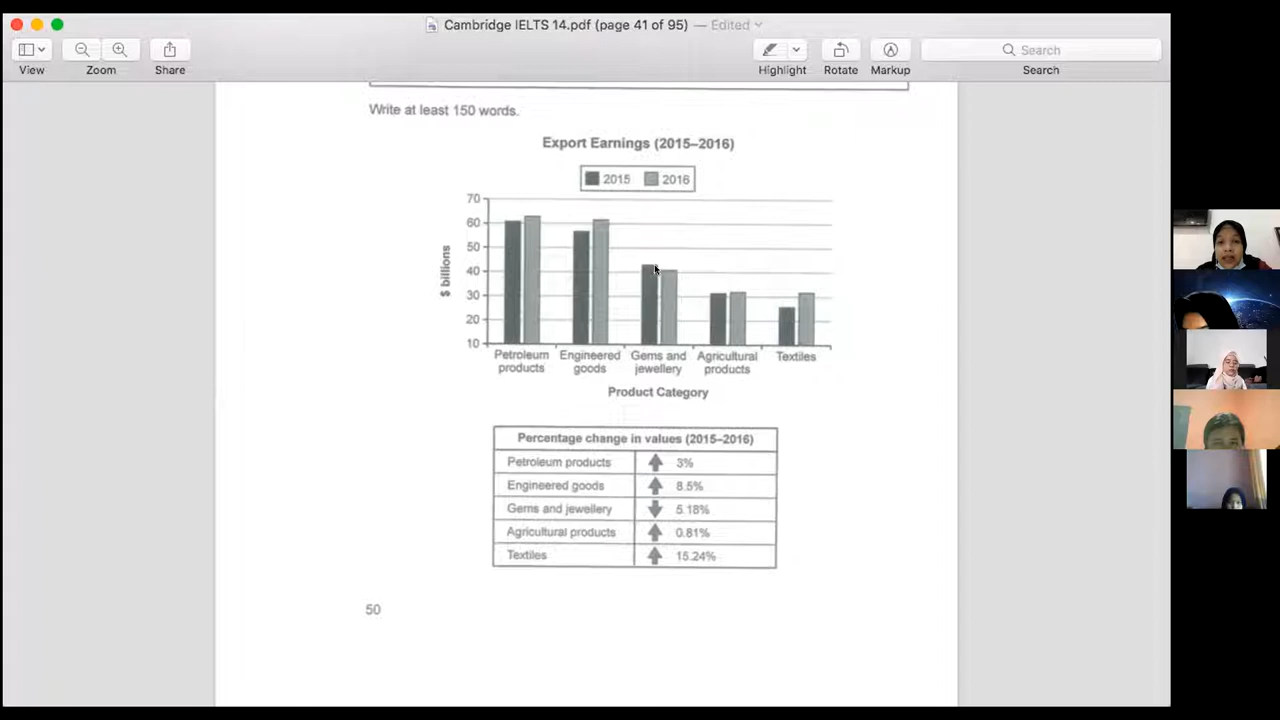 Cambridge IELTS 14.pdf (page 41 of 95) — Edited
View
Zoom
Share
Highlight
Rotate
Markup
Search
Search
Write at least 150 words.
Export Earnings (2015–2016)
2015 2016
$ billions
70
60
50
40
30
20
10
Petroleum products
Engineered goods
Gems and jewellery
Agricultural products
Textiles
Product Category
Percentage change in values (2015–2016)
Petroleum products 3%
Engineered goods 8.5%
Gems and jewellery 5.18%
Agricultural products 0.81%
Textiles 15.24%
50